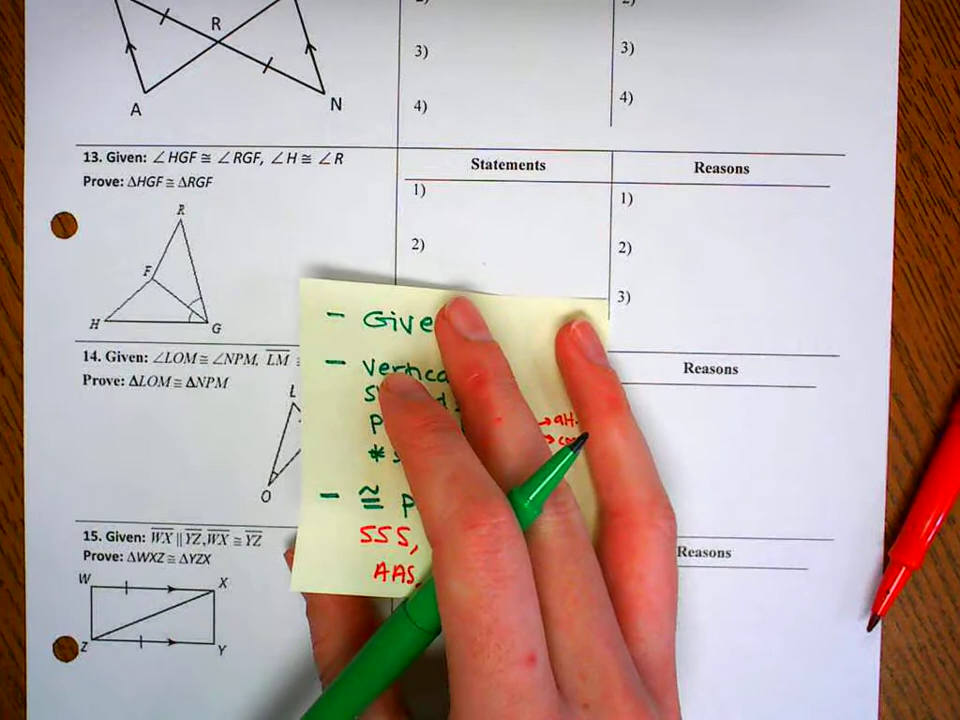 R
A
N
3)
4)
3)
4)
13. Given: ∠HGF ≅ ∠RGF, ∠H ≅ ∠R
Prove: ΔHGF ≅ ΔRGF
Statements
Reasons
1)
2)
1)
2)
3)
R
F
H
G
- Give
- vertica
P
*
- ≅ P
SSS,
AAS
14. Given: ∠LOM ≅ ∠NPM, LM ≅
Prove: ΔLOM ≅ ΔNPM
Reasons
L
O
15. Given: WX ∥ YZ, WX ≅ YZ
Prove: ΔWXZ ≅ ΔYZX
Reasons
W
X
Z
Y